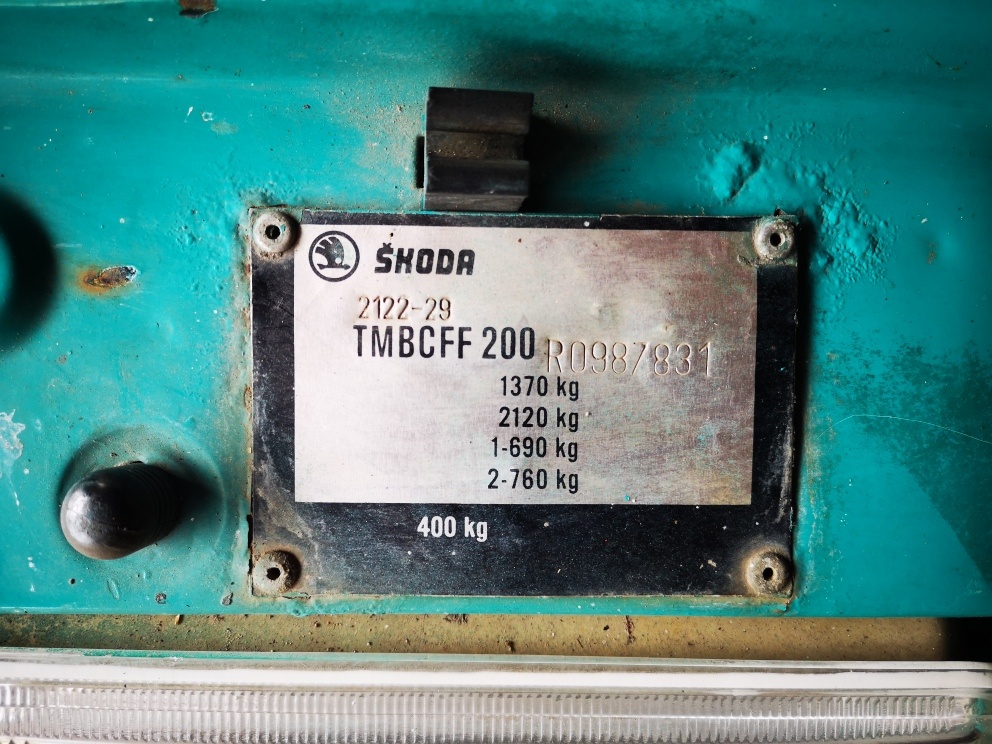 ŠKODA
2122-29
TMBCFF 200 R0987831
1370 kg
2120 kg
1-690 kg
2-760 kg
400 kg